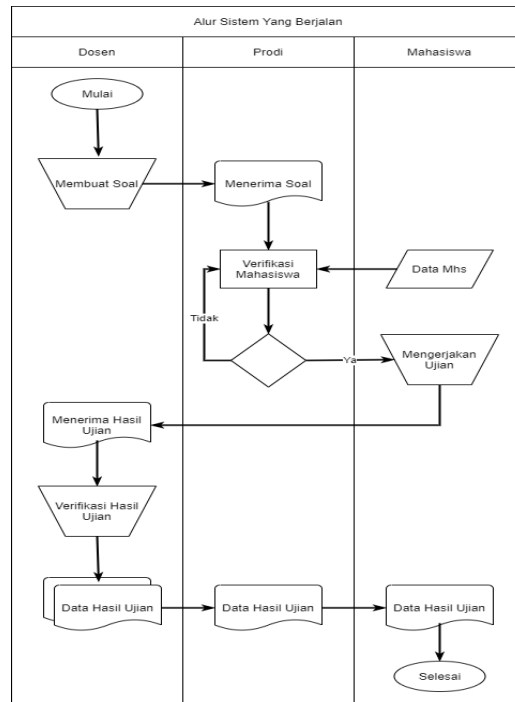 Alur Sistem Yang Berjalan
Dosen
Prodi
Mahasiswa
Mulai
Membuat Soal
Menerima Soal
Verifikasi
Mahasiswa
Data Mhs
Tidak
Ya
Mengerjakan
Ujian
Menerima Hasil
Ujian
Verifikasi Hasil
Ujian
Data Hasil Ujian
Data Hasil Ujian
Data Hasil Ujian
Selesai